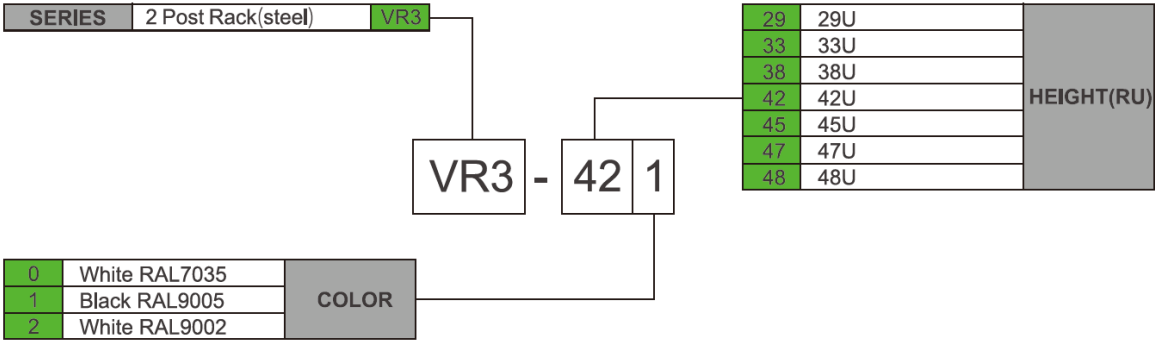 SERIES 2 Post Rack(steel) VR3
29 29U
33 33U
38 38U
42 42U
45 45U
47 47U
48 48U
HEIGHT(RU)
VR3 - 42 1
0 White RAL7035
1 Black RAL9005
2 White RAL9002
COLOR